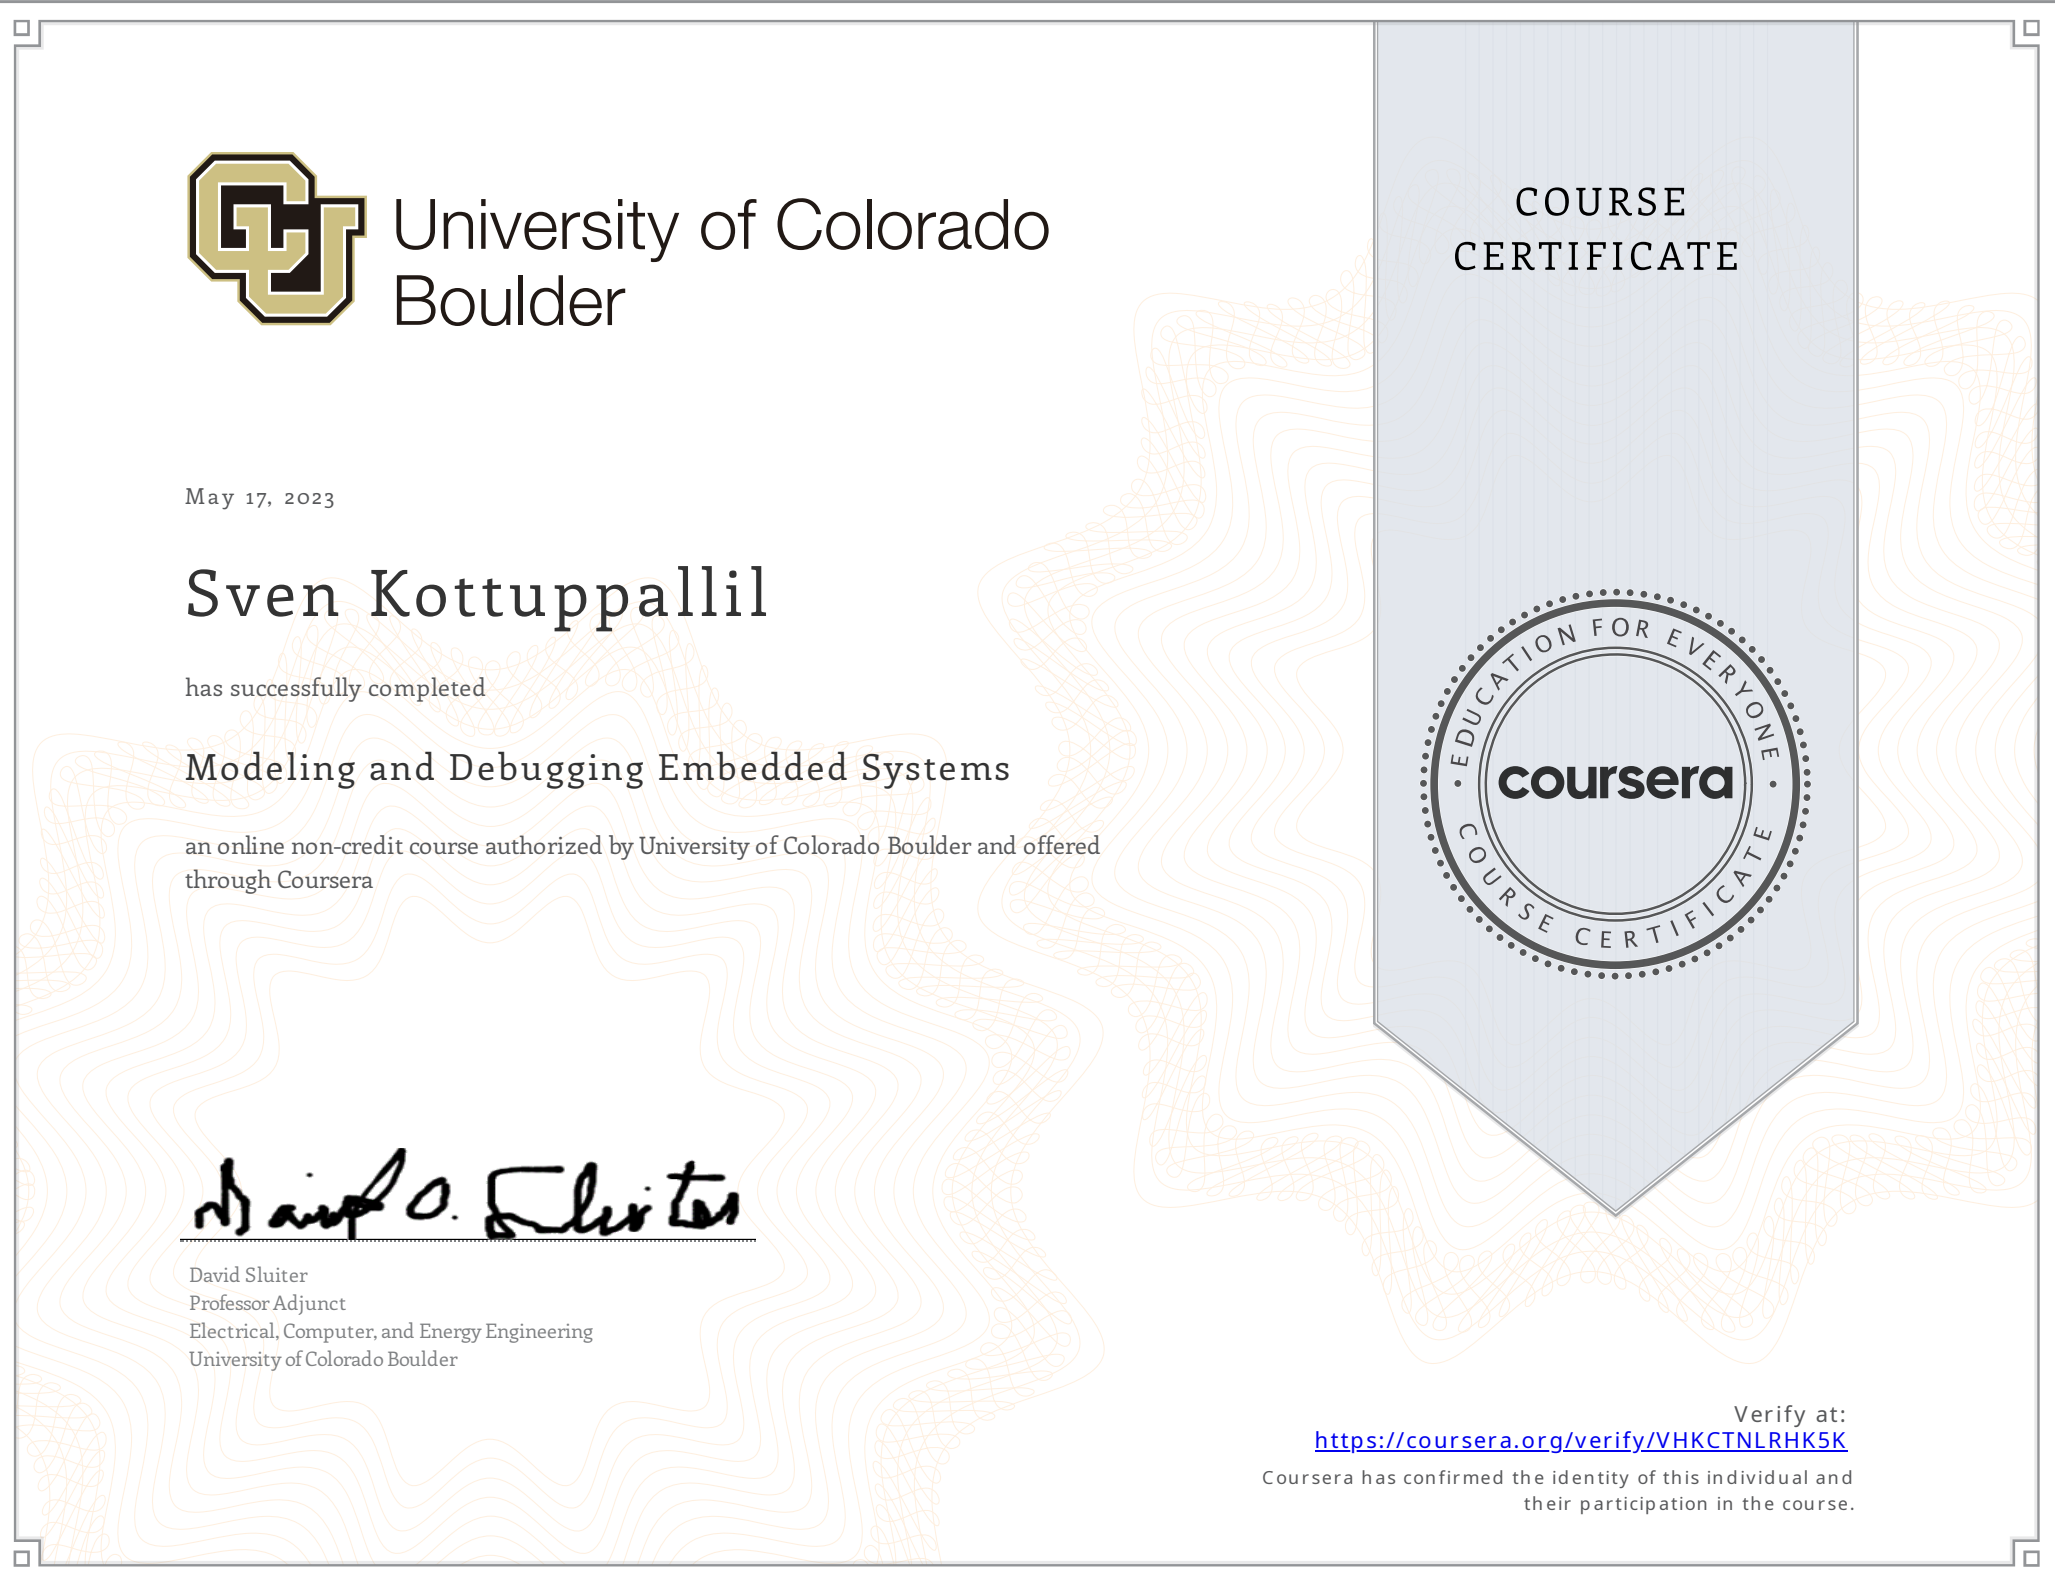 CU University of Colorado
Boulder
COURSE
CERTIFICATE
May 17, 2023
Sven Kottuppallil
has successfully completed
Modeling and Debugging Embedded Systems
an online non-credit course authorized by University of Colorado Boulder and offered
through Coursera
EDUCATION FOR EVERYONE
coursera
COURSE CERTIFICATE
David O. Sluiter
David Sluiter
Professor Adjunct
Electrical, Computer, and Energy Engineering
University of Colorado Boulder
Verify at:
https://coursera.org/verify/VHKCTNLRHK5K
Coursera has confirmed the identity of this individual and
their participation in the course.